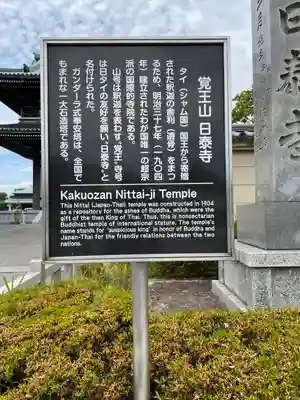 覚王山 日泰寺
タイ（シャム国）国王から寄贈
された釈迦の舎利（遺骨）をまつ
るため、明治三十七年（一九〇四
年）建立されたわが国唯一の超宗
派の国際的寺院である。
山号は釈迦を表わす"覚王"寺号
は日タイの友好を願い"日泰寺"と
名付けられた。
ガンダーラ式奉安塔は、全国で
もまれな一大石造塔である。
Kakuozan Nittai-ji Temple
This Nittai (Japan-Thai) temple was constructed in 1904
as a repository for the ashes of Buddha, which were the
gift of the then King of Thai. Thus, this is nonsectarian
Buddhist temple of international stature. The temple's
name stands for "auspicious king" in honor of Buddha and
Japan-Thai for the friendly relations between the two
nations.
日泰寺